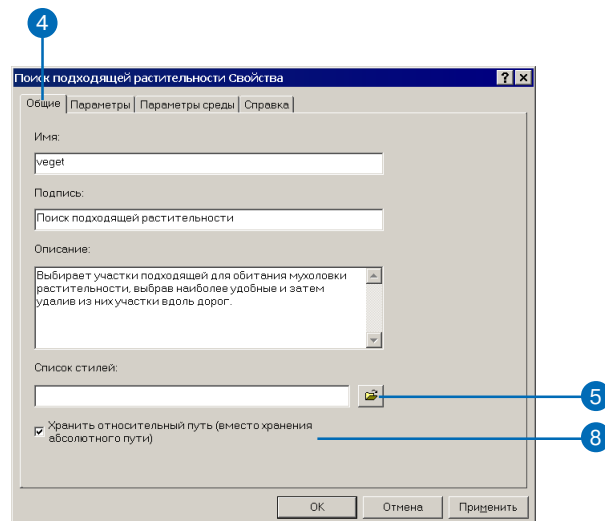 4
Поиск подходящей растительности Свойства
Общие Параметры Параметры среды Справка
Имя:
veget
Подпись:
Поиск подходящей растительности
Описание:
Выбирает участки подходящей для обитания мухоловки
растительности, выбрав наиболее удобные и затем
удалив из них участки вдоль дорог.
Список стилей:
5
Хранить относительный путь (вместо хранения
абсолютного пути)
8
OK Отмена Применить